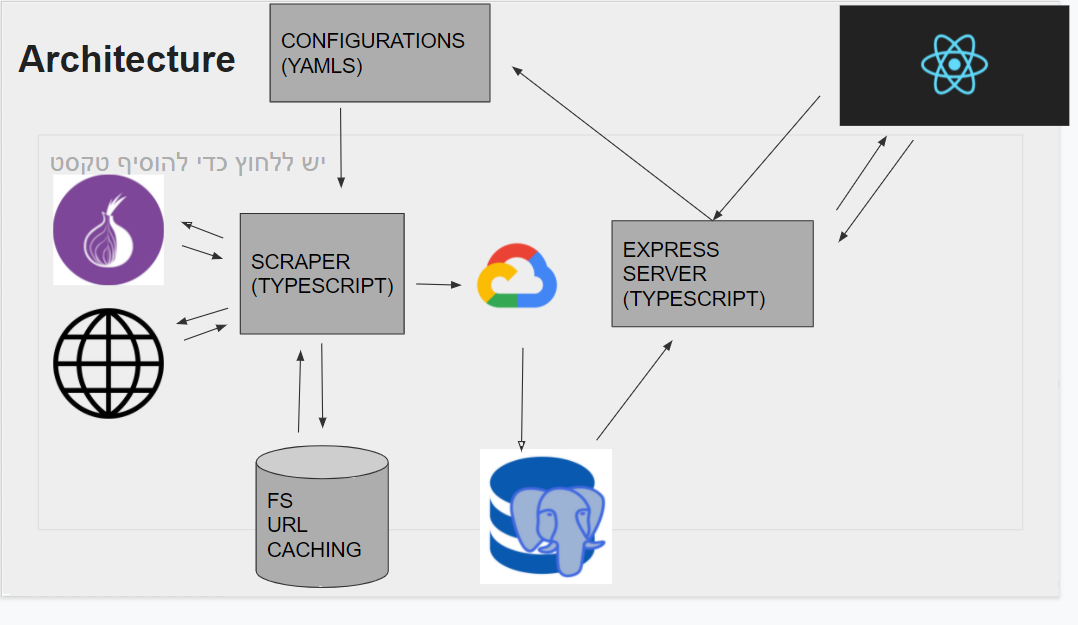 Architecture
CONFIGURATIONS
(YAMLS)
יש ללחוץ כדי להוסיף טקסט
SCRAPER
(TYPESCRIPT)
EXPRESS
SERVER
(TYPESCRIPT)
FS
URL
CACHING